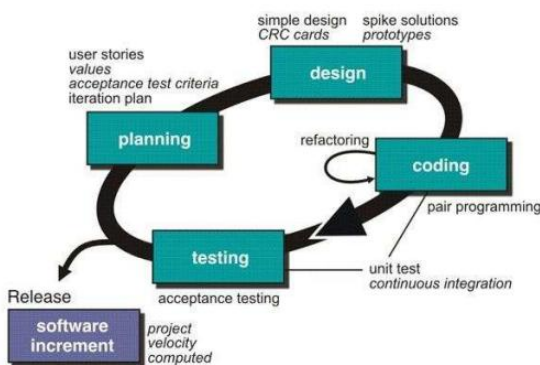 simple design
CRC cards
spike solutions
prototypes
design
user stories
values
acceptance test criteria
iteration plan
planning
refactoring
coding
pair programming
testing
unit test
continuous integration
acceptance testing
Release
software
increment
project
velocity
computed